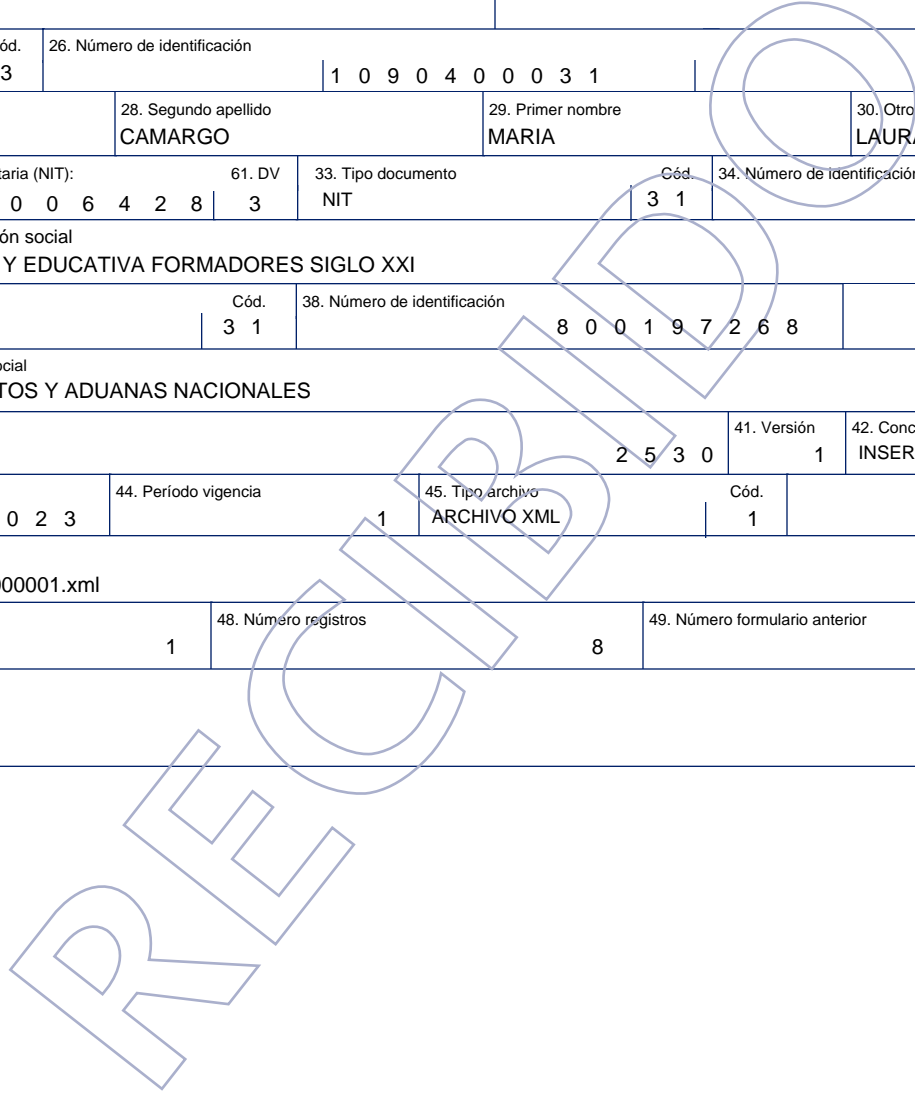 ód. 26. Número de identificación
3 1 0 9 0 4 0 0 0 3 1
28. Segundo apellido 29. Primer nombre 30. Otro
CAMARGO MARIA LAURA
taria (NIT): 61. DV 33. Tipo documento Cód. 34. Número de identificación
0 0 6 4 2 8 3 NIT 3 1
ón social
Y EDUCATIVA FORMADORES SIGLO XXI
Cód. 38. Número de identificación
3 1 8 0 0 1 9 7 2 6 8
ocial
TOS Y ADUANAS NACIONALES
41. Versión 42. Conc
2 5 3 0 1 INSER
44. Período vigencia 45. Tipo archivo Cód.
0 2 3 1 ARCHIVO XML 1
000001.xml
48. Número registros 49. Número formulario anterior
1 8
RECIBIDO